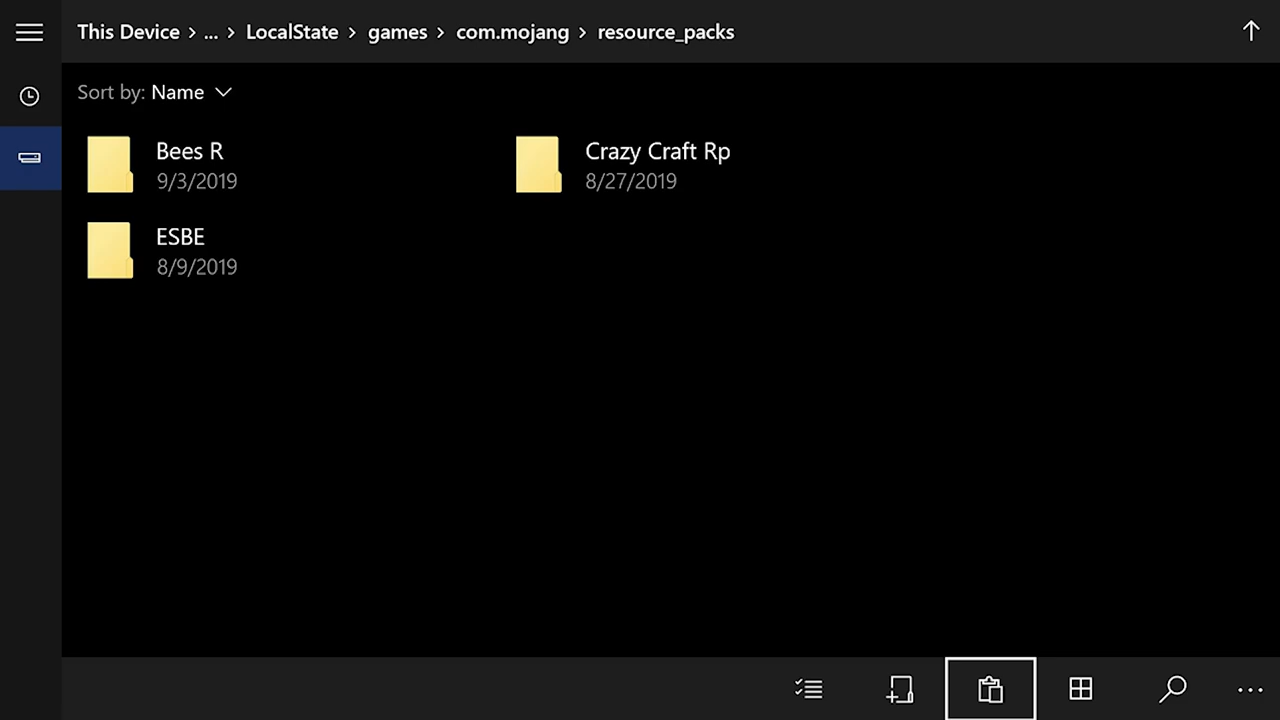 This Device > ... > LocalState > games > com.mojang > resource_packs
Sort by: Name
Bees R
9/3/2019
Crazy Craft Rp
8/27/2019
ESBE
8/9/2019